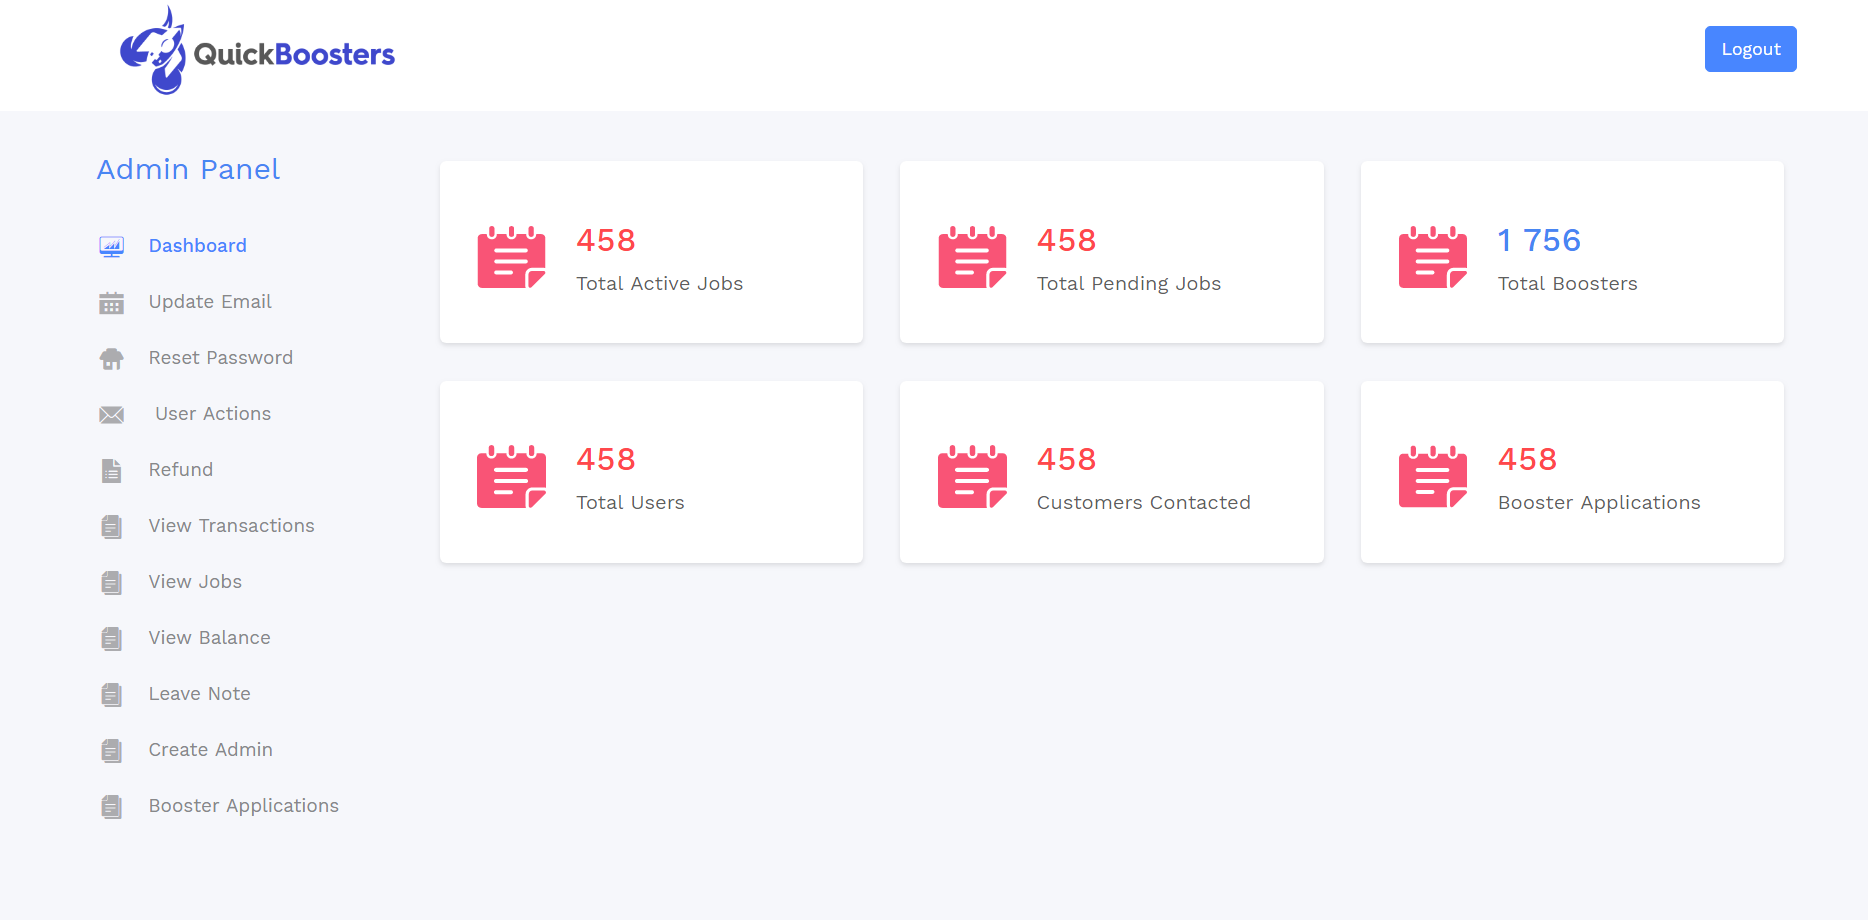 QuickBoosters
Logout
Admin Panel
Dashboard
Update Email
Reset Password
User Actions
Refund
View Transactions
View Jobs
View Balance
Leave Note
Create Admin
Booster Applications
458
Total Active Jobs
458
Total Pending Jobs
1 756
Total Boosters
458
Total Users
458
Customers Contacted
458
Booster Applications